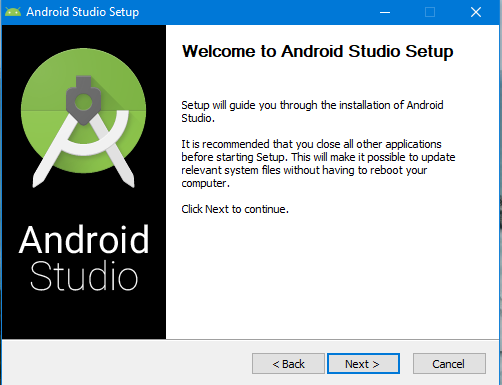 Android Studio Setup
Welcome to Android Studio Setup
Setup will guide you through the installation of Android
Studio.
It is recommended that you close all other applications
before starting Setup. This will make it possible to update
relevant system files without having to reboot your
computer.
Click Next to continue.
Android
Studio
< Back
Next >
Cancel